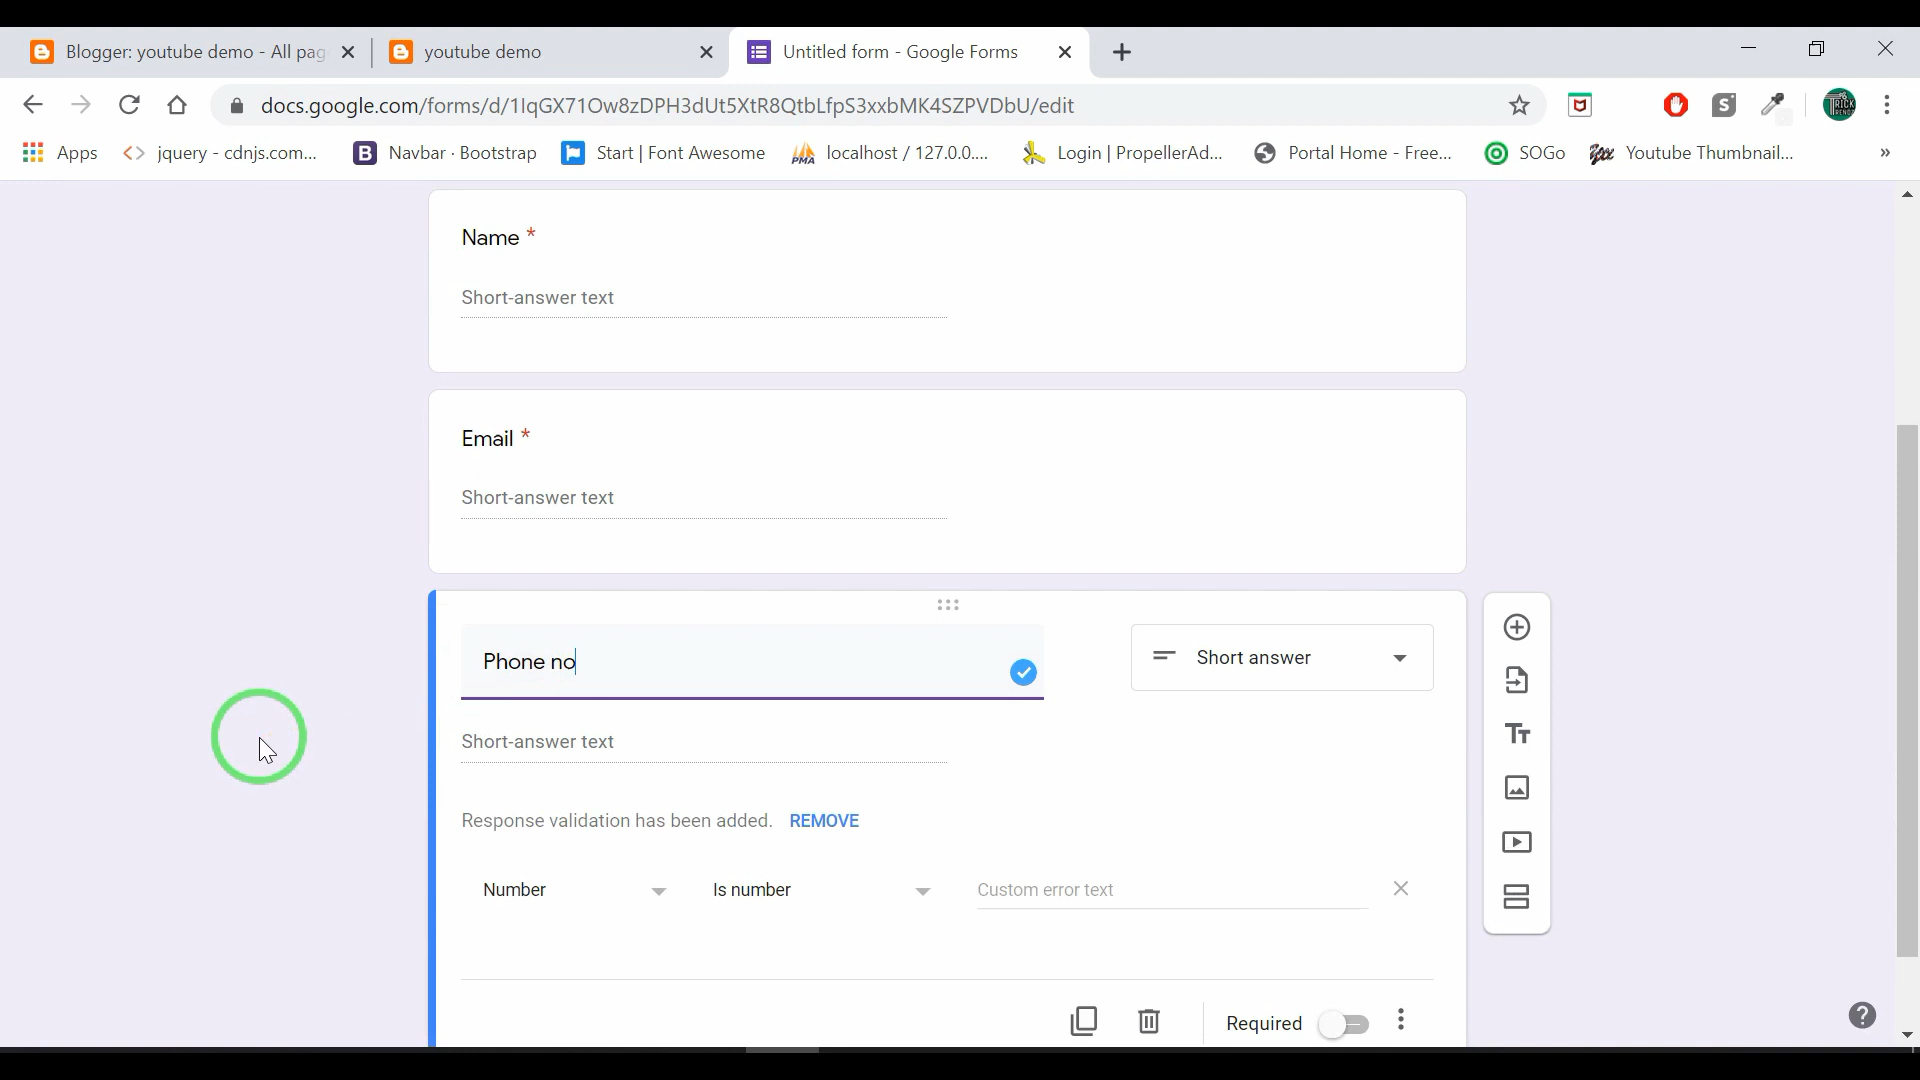 Blogger: youtube demo - All pag
youtube demo
Untitled form - Google Forms
docs.google.com/forms/d/1IqGX71Ow8zDPH3dUt5XtR8QtbLfpS3xxbMK4SZPVDbU/edit
Apps
jquery - cdnjs.com...
Navbar · Bootstrap
Start | Font Awesome
localhost / 127.0.0....
Login | PropellerAd...
Portal Home - Free...
SOGo
Youtube Thumbnail...
Name *
Short-answer text
Email *
Short-answer text
Phone no
Short answer
Short-answer text
Response validation has been added. REMOVE
Number
Is number
Custom error text
Required